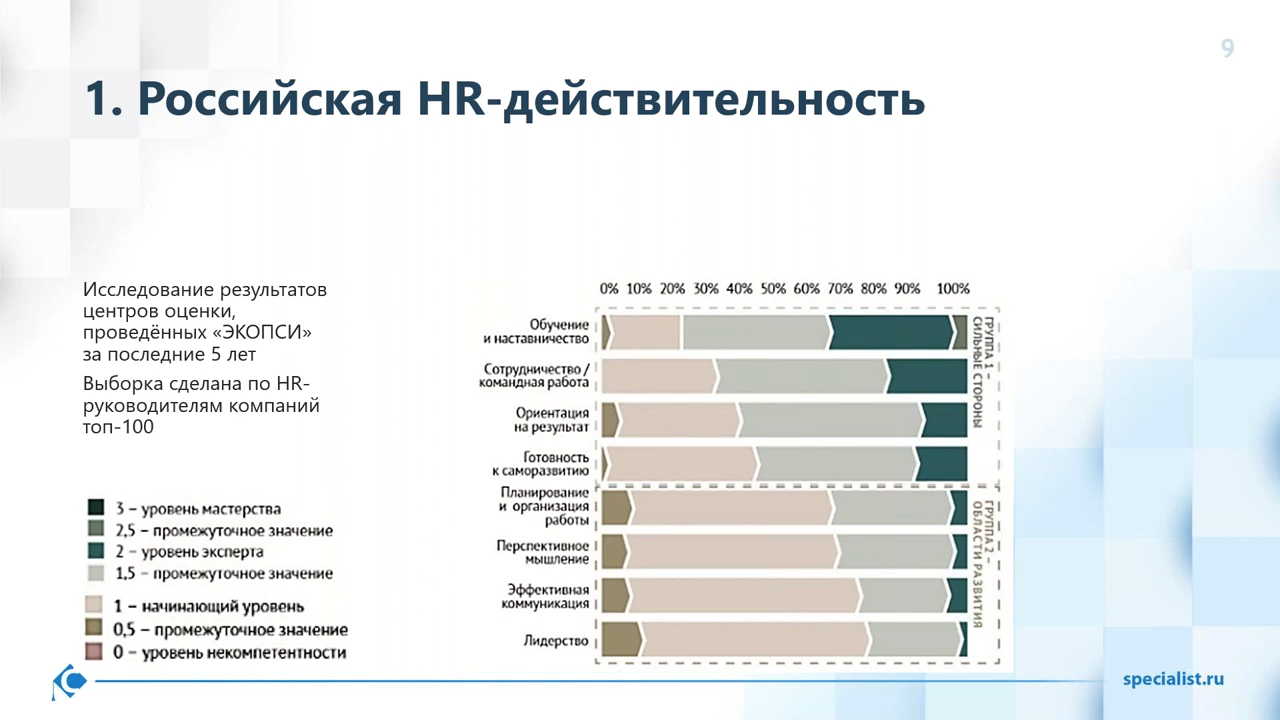 9
1. Российская HR-действительность
Исследование результатов
центров оценки,
проведённых «ЭКОПСИ»
за последние 5 лет
Выборка сделана по HR-
руководителям компаний
топ-100
3 – уровень мастерства
2,5 – промежуточное значение
2 – уровень эксперта
1,5 – промежуточное значение
1 – начинающий уровень
0,5 – промежуточное значение
0 – уровень некомпетентности
0% 10% 20% 30% 40% 50% 60% 70% 80% 90% 100%
Обучение
и наставничество
Сотрудничество /
командная работа
Ориентация
на результат
Готовность
к саморазвитию
Планирование
и организация
работы
Перспективное
мышление
Эффективная
коммуникация
Лидерство
ГРУППА 1 –
СИЛЬНЫЕ СТОРОНЫ
ГРУППА 2 –
ОБЛАСТИ РАЗВИТИЯ
specialist.ru